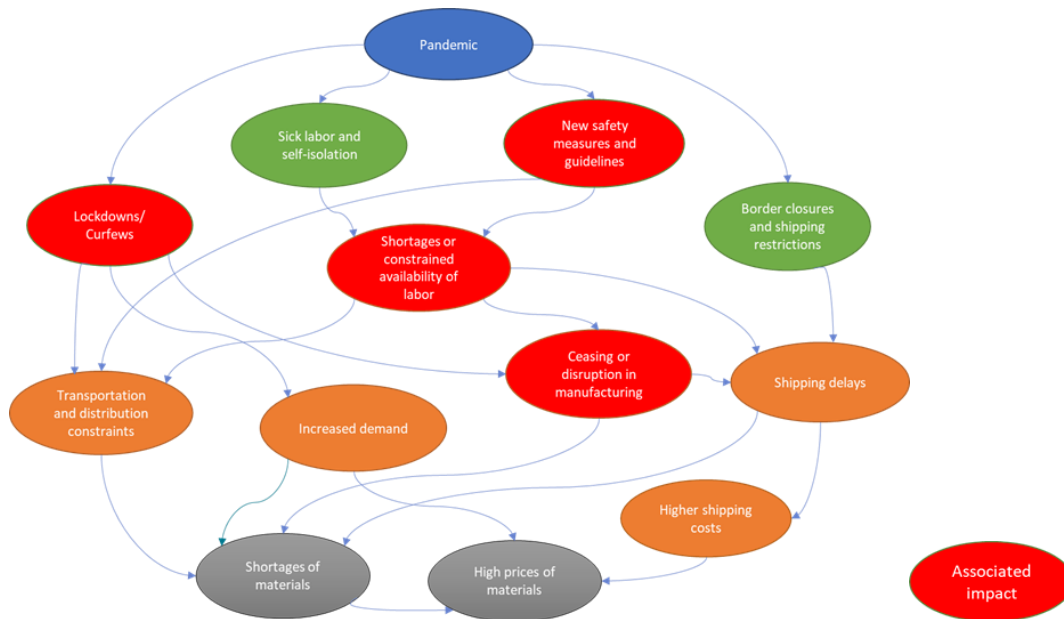 Pandemic
Sick labor and
self-isolation
New safety
measures and
guidelines
Lockdowns/
Curfews
Border closures
and shipping
restrictions
Shortages or
constrained
availability of
labor
Transportation
and distribution
constraints
Increased demand
Ceasing or
disruption in
manufacturing
Shipping delays
Higher shipping
costs
Shortages of
materials
High prices of
materials
Associated
impact